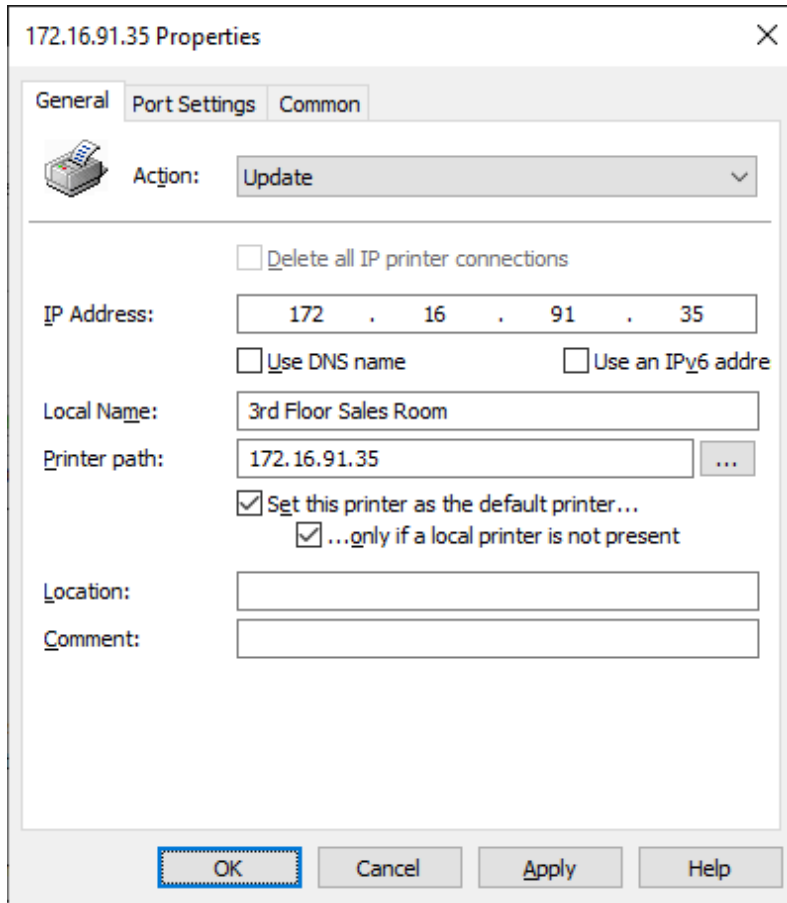 172.16.91.35 Properties
General Port Settings Common
Action: Update
Delete all IP printer connections
IP Address: 172 . 16 . 91 . 35
Use DNS name Use an IPv6 addre
Local Name: 3rd Floor Sales Room
Printer path: 172.16.91.35 ...
Set this printer as the default printer...
...only if a local printer is not present
Location:
Comment:
OK Cancel Apply Help